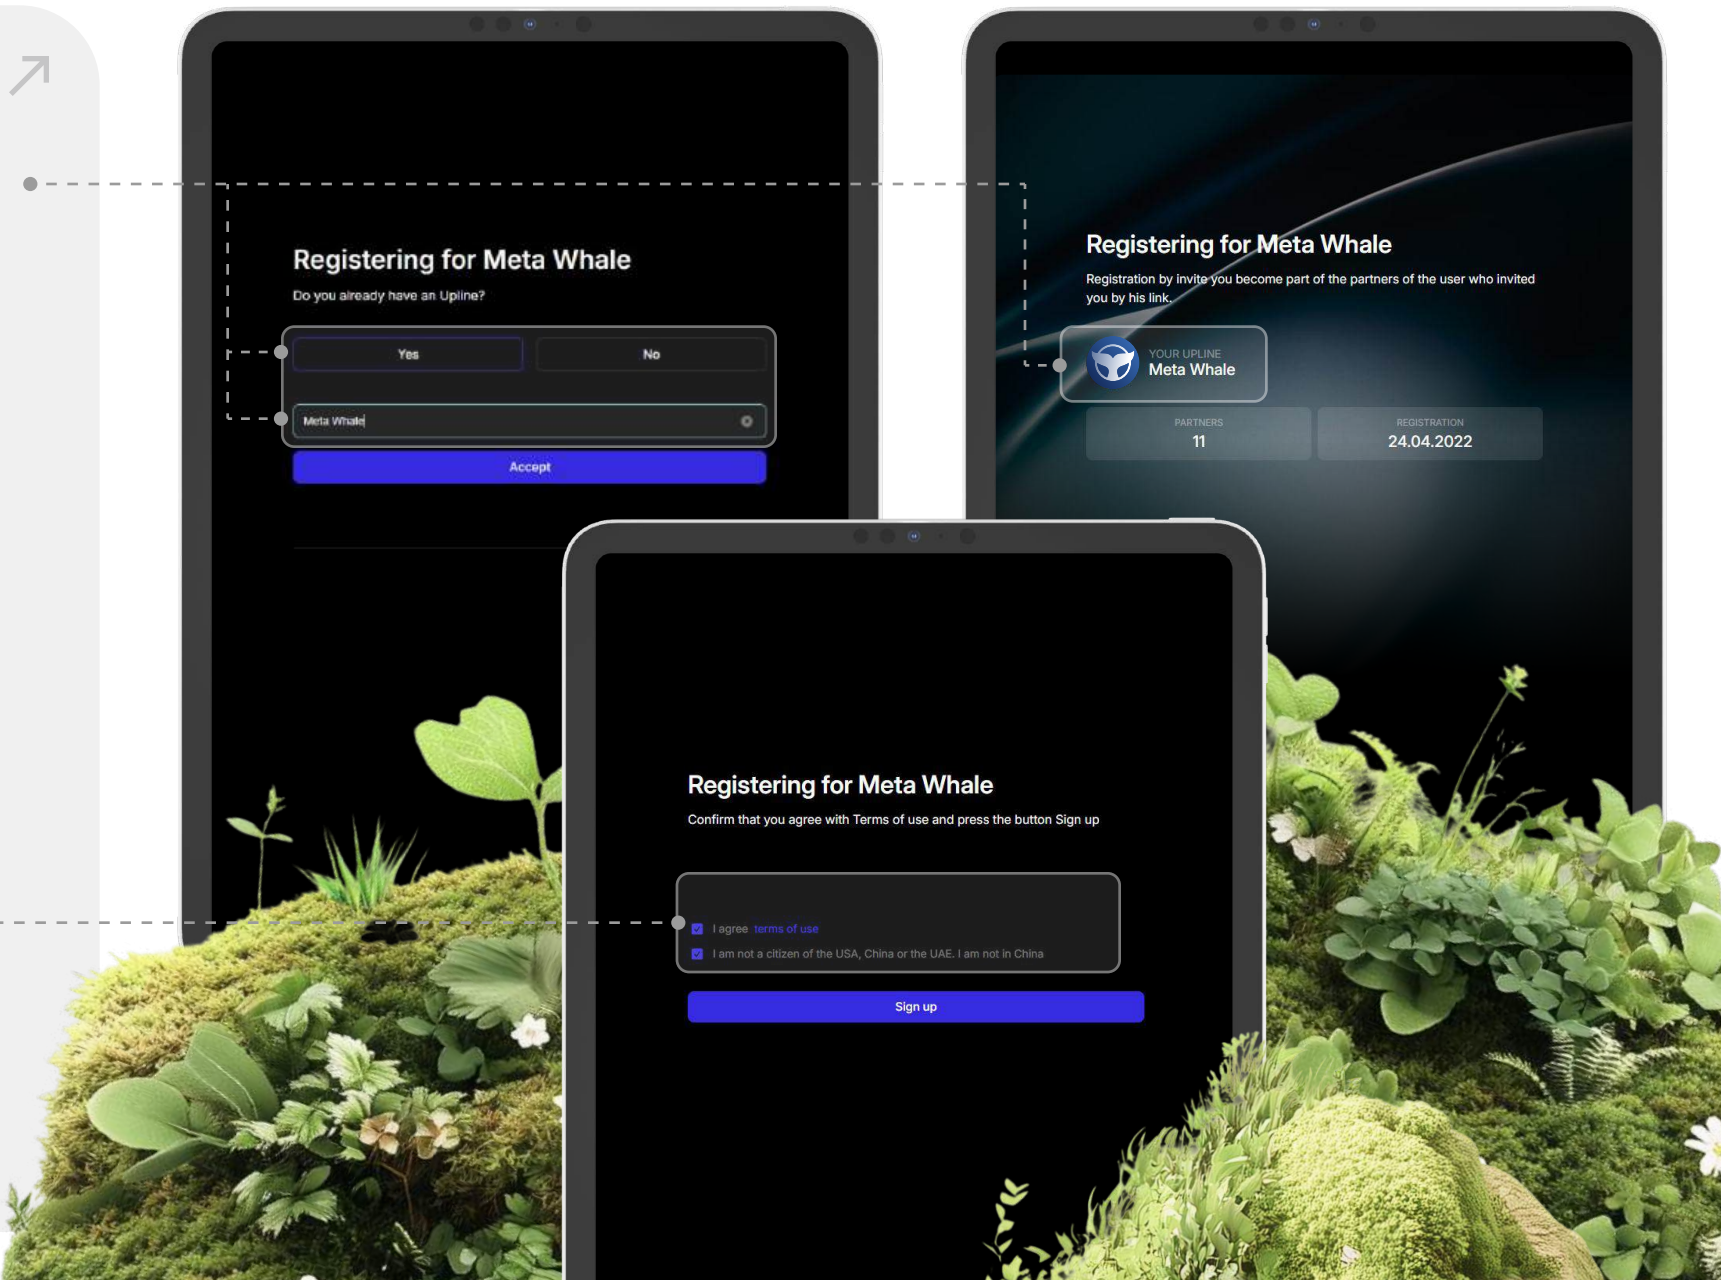 Registering for Meta Whale
Do you already have an Upline?
Yes
No
Meta Whale
Accept
Registering for Meta Whale
Registration by invite you become part of the partners of the user who invited
you by his link.
YOUR UPLINE
Meta Whale
PARTNERS
11
REGISTRATION
24.04.2022
Registering for Meta Whale
Confirm that you agree with Terms of use and press the button Sign up
I agree terms of use
I am not a citizen of the USA, China or the UAE. I am not in China
Sign up